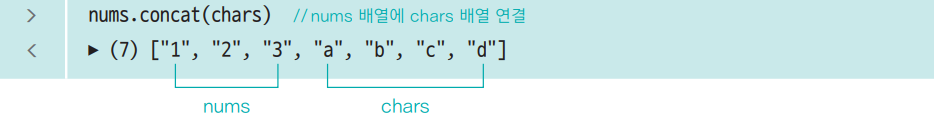 > nums.concat(chars) //nums 배열에 chars 배열 연결
< ▶ (7) ["1", "2", "3", "a", "b", "c", "d"]
nums chars